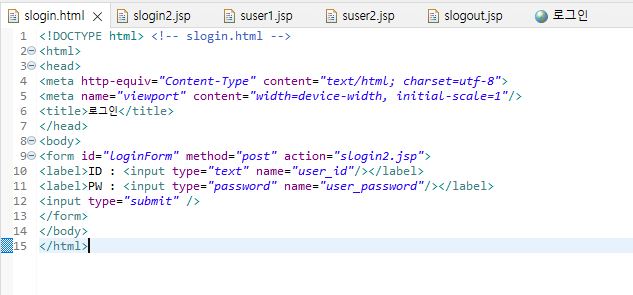 slogin.html slogin2.jsp suser1.jsp suser2.jsp slogout.jsp 로그인
1 <!DOCTYPE html> <!-- slogin.html -->
2 <html>
3 <head>
4 <meta http-equiv="Content-Type" content="text/html; charset=utf-8">
5 <meta name="viewport" content="width=device-width, initial-scale=1"/>
6 <title>로그인</title>
7 </head>
8 <body>
9 <form id="loginForm" method="post" action="slogin2.jsp">
10 <label>ID : <input type="text" name="user_id"/></label>
11 <label>PW : <input type="password" name="user_password"/></label>
12 <input type="submit" />
13 </form>
14 </body>
15 </html>